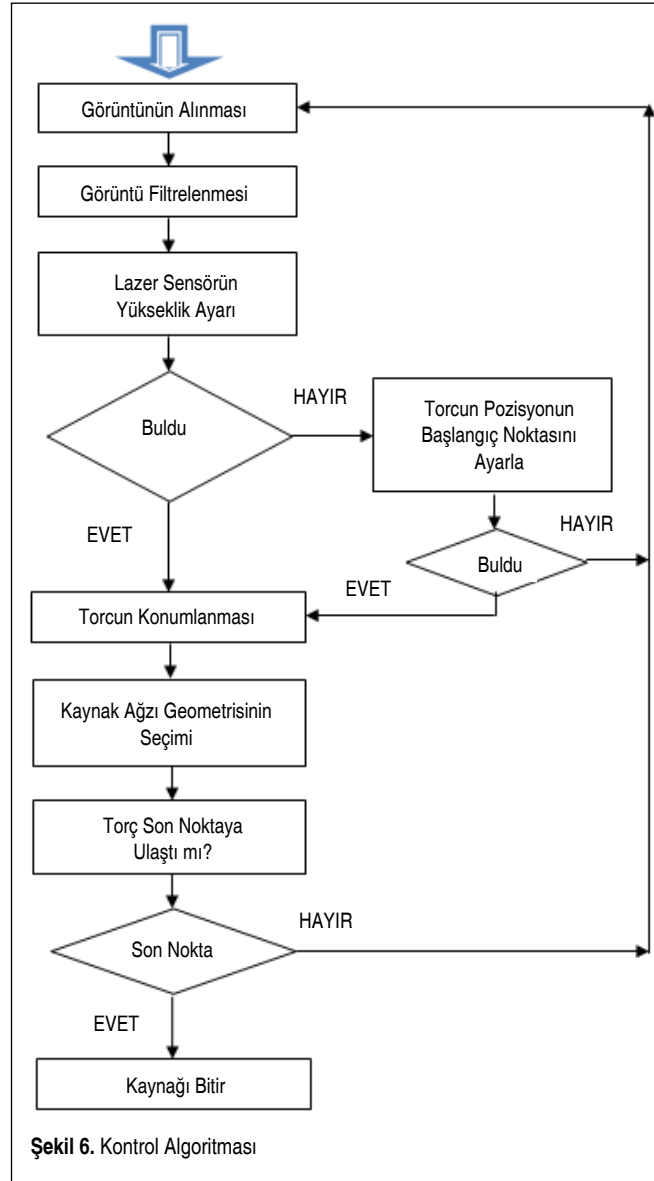 Görüntünün Alınması
Görüntü Filtrelenmesi
Lazer Sensörün
Yükseklik Ayarı
Buldu
HAYIR
Torcun Pozisyonun
Başlangıç Noktasını
Ayarla
EVET
Buldu
HAYIR
EVET
Torcun Konumlanması
Kaynak Ağzı Geometrisinin
Seçimi
Torç Son Noktaya
Ulaştı mı?
Son Nokta
HAYIR
EVET
Kaynağı Bitir
Şekil 6. Kontrol Algoritması